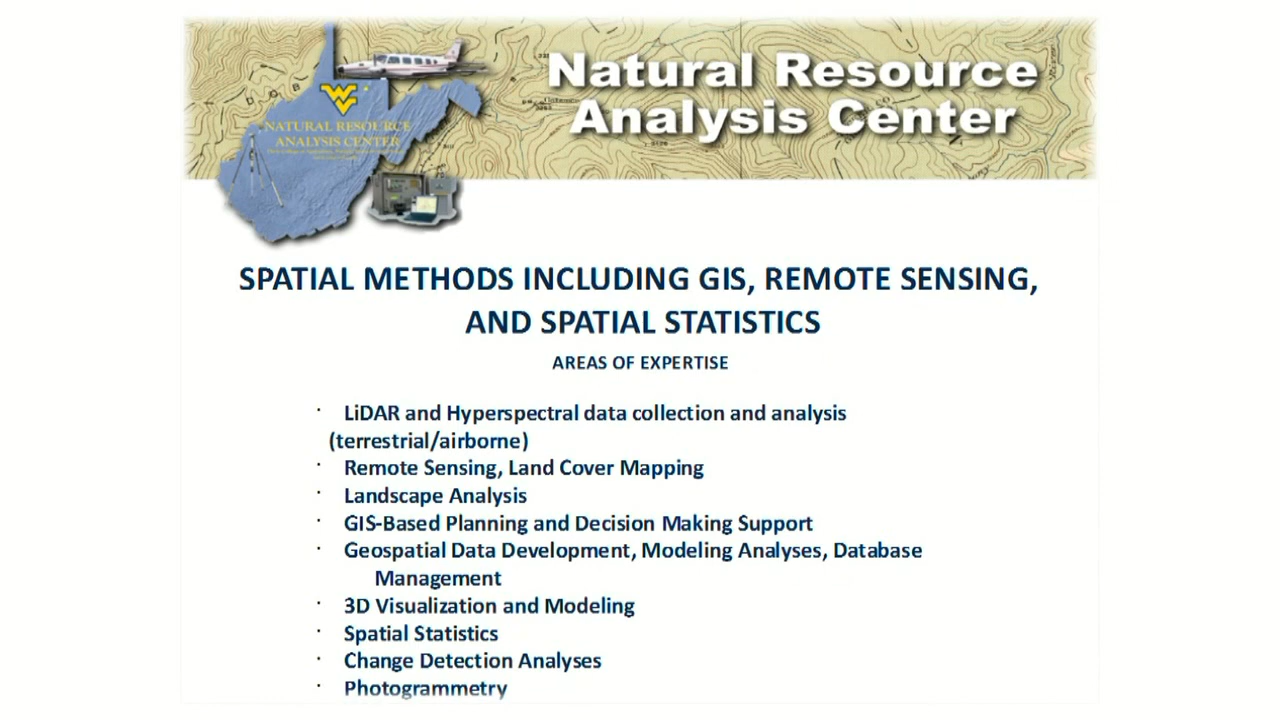 Natural Resource
Analysis Center
NATURAL RESOURCE
ANALYSIS CENTER
SPATIAL METHODS INCLUDING GIS, REMOTE SENSING,
AND SPATIAL STATISTICS
AREAS OF EXPERTISE
· LiDAR and Hyperspectral data collection and analysis
(terrestrial/airborne)
· Remote Sensing, Land Cover Mapping
· Landscape Analysis
· GIS-Based Planning and Decision Making Support
· Geospatial Data Development, Modeling Analyses, Database
Management
· 3D Visualization and Modeling
· Spatial Statistics
· Change Detection Analyses
· Photogrammetry